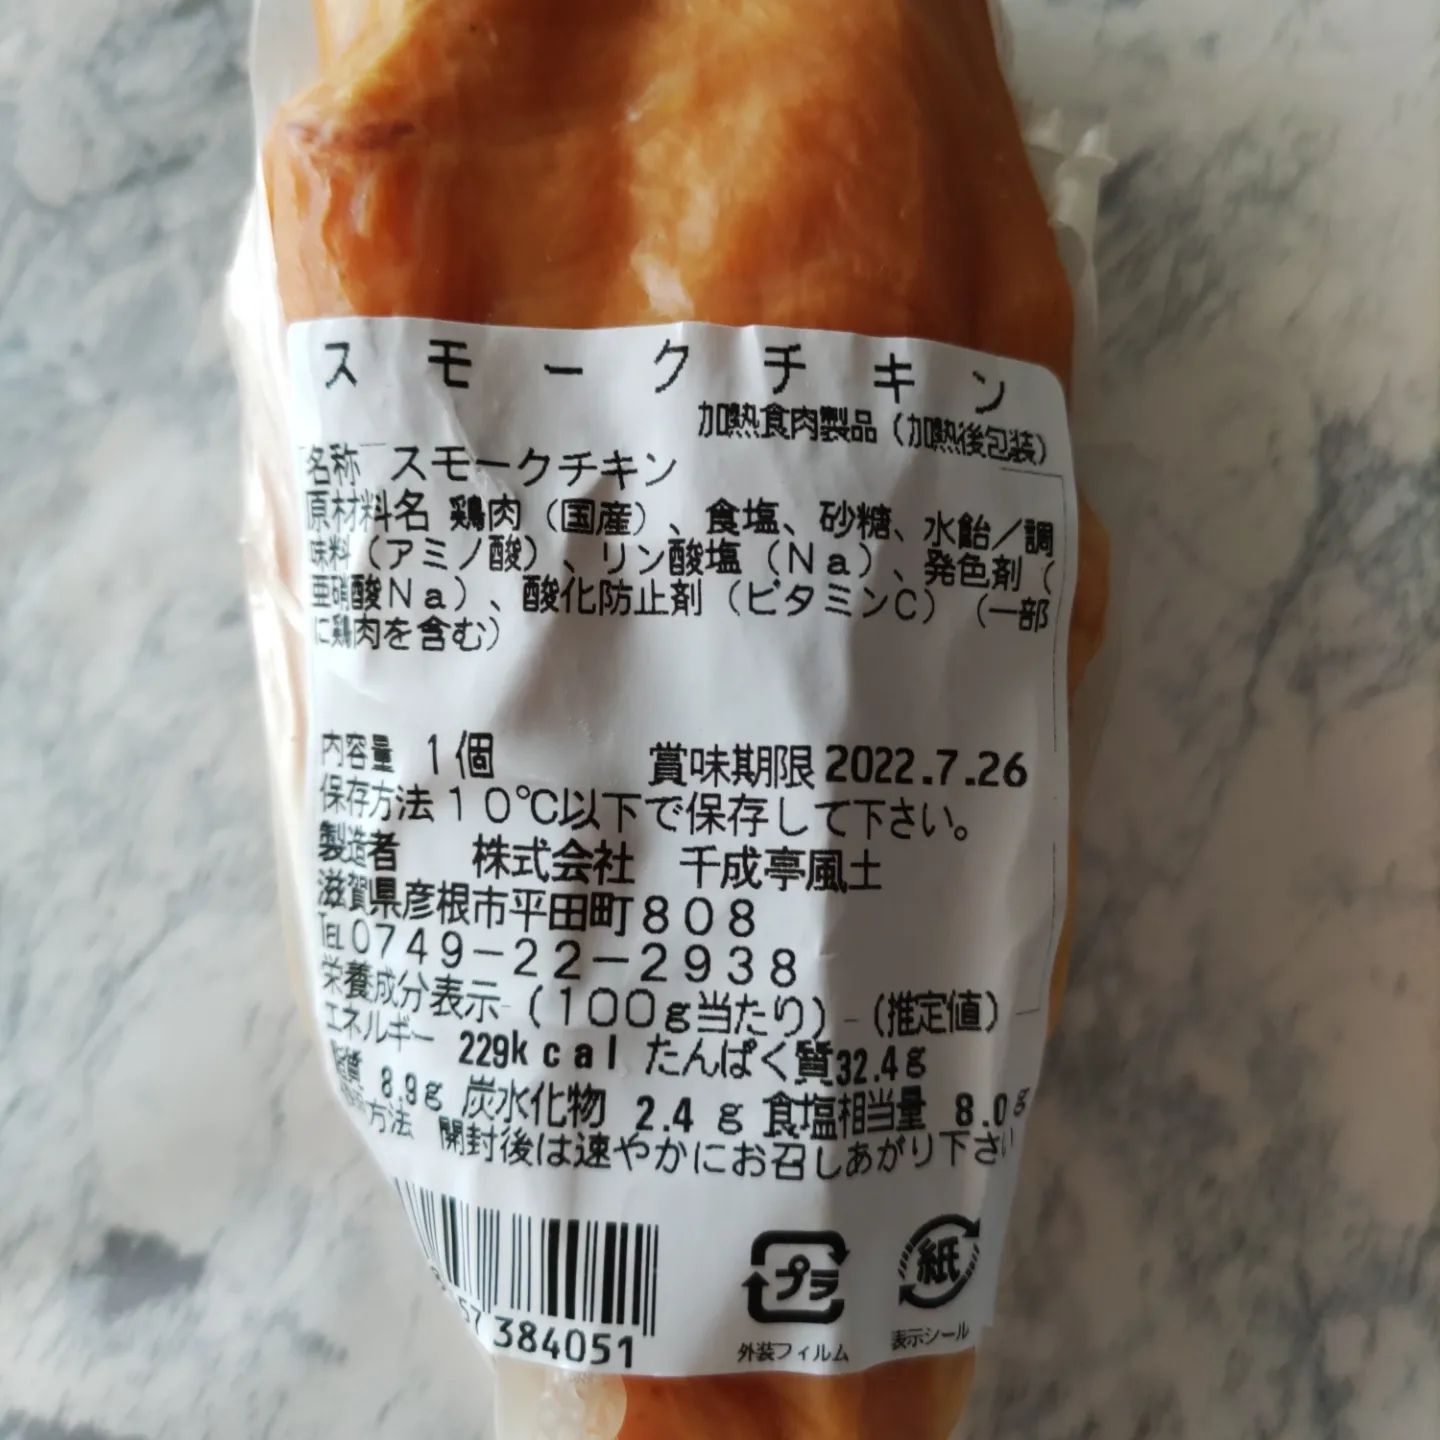 スモークチキン
加熱食肉製品（加熱後包装）
名称 スモークチキン
原材料名 鶏肉（国産）、食塩、砂糖、水飴／調
味料（アミノ酸）、リン酸塩（Ｎａ）、発色剤（
亜硝酸Ｎａ）、酸化防止剤（ビタミンＣ）（一部
に鶏肉を含む）
内容量 １個 賞味期限 2022.7.26
保存方法１０℃以下で保存して下さい。
製造者 株式会社 千成亭風土
滋賀県彦根市平田町８０８
TEL０７４９－２２－２９３８
栄養成分表示（１００ｇ当たり）（推定値）
エネルギー 229kcal たんぱく質32.4g
質 8.9g 炭水化物 2.4g 食塩相当量 8.0g
方法 開封後は速やかにお召しあがり下さい
57 384051
プラ
紙
外装フィルム
表示シール